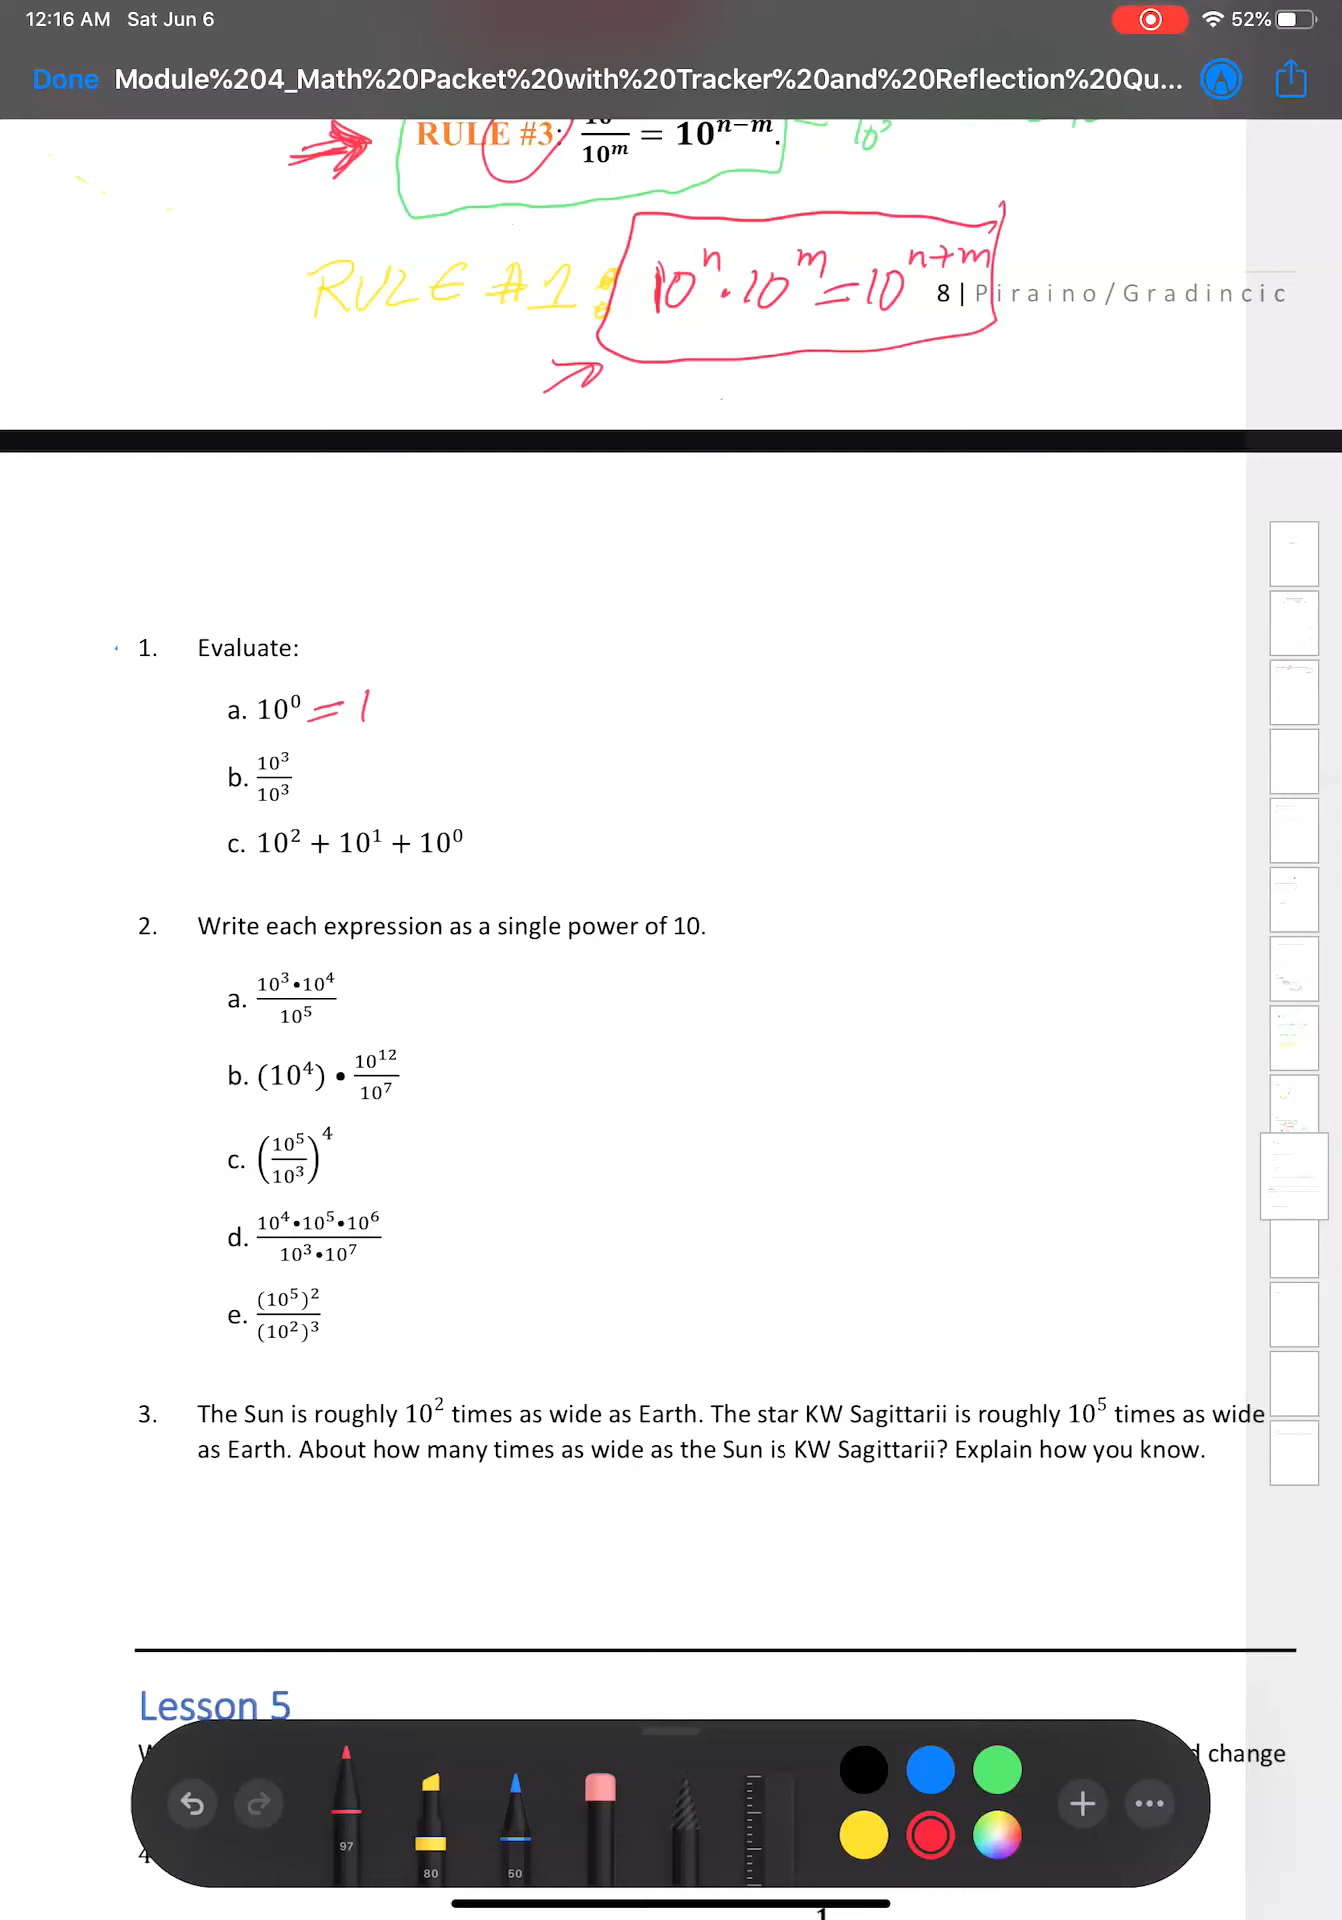 12:16 AM Sat Jun 6 52%
Done Module%204_Math%20Packet%20with%20Tracker%20and%20Reflection%20Qu...
RULE #3: 10 / 10^m = 10^{n−m}.
RULE #1: 10^n · 10^m = 10^{n+m}
8 | Piraino/Gradincic
1. Evaluate:
a. 10^0 = 1
b. 10^3 / 10^3
c. 10^2 + 10^1 + 10^0
2. Write each expression as a single power of 10.
a. 10^3•10^4 / 10^5
b. (10^4) • 10^12 / 10^7
c. (10^5 / 10^3)^4
d. 10^4•10^5•10^6 / 10^3•10^7
e. (10^5)^2 / (10^2)^3
3. The Sun is roughly 10^2 times as wide as Earth. The star KW Sagittarii is roughly 10^5 times as wide
as Earth. About how many times as wide as the Sun is KW Sagittarii? Explain how you know.
Lesson 5
change
97
80
50
4
1